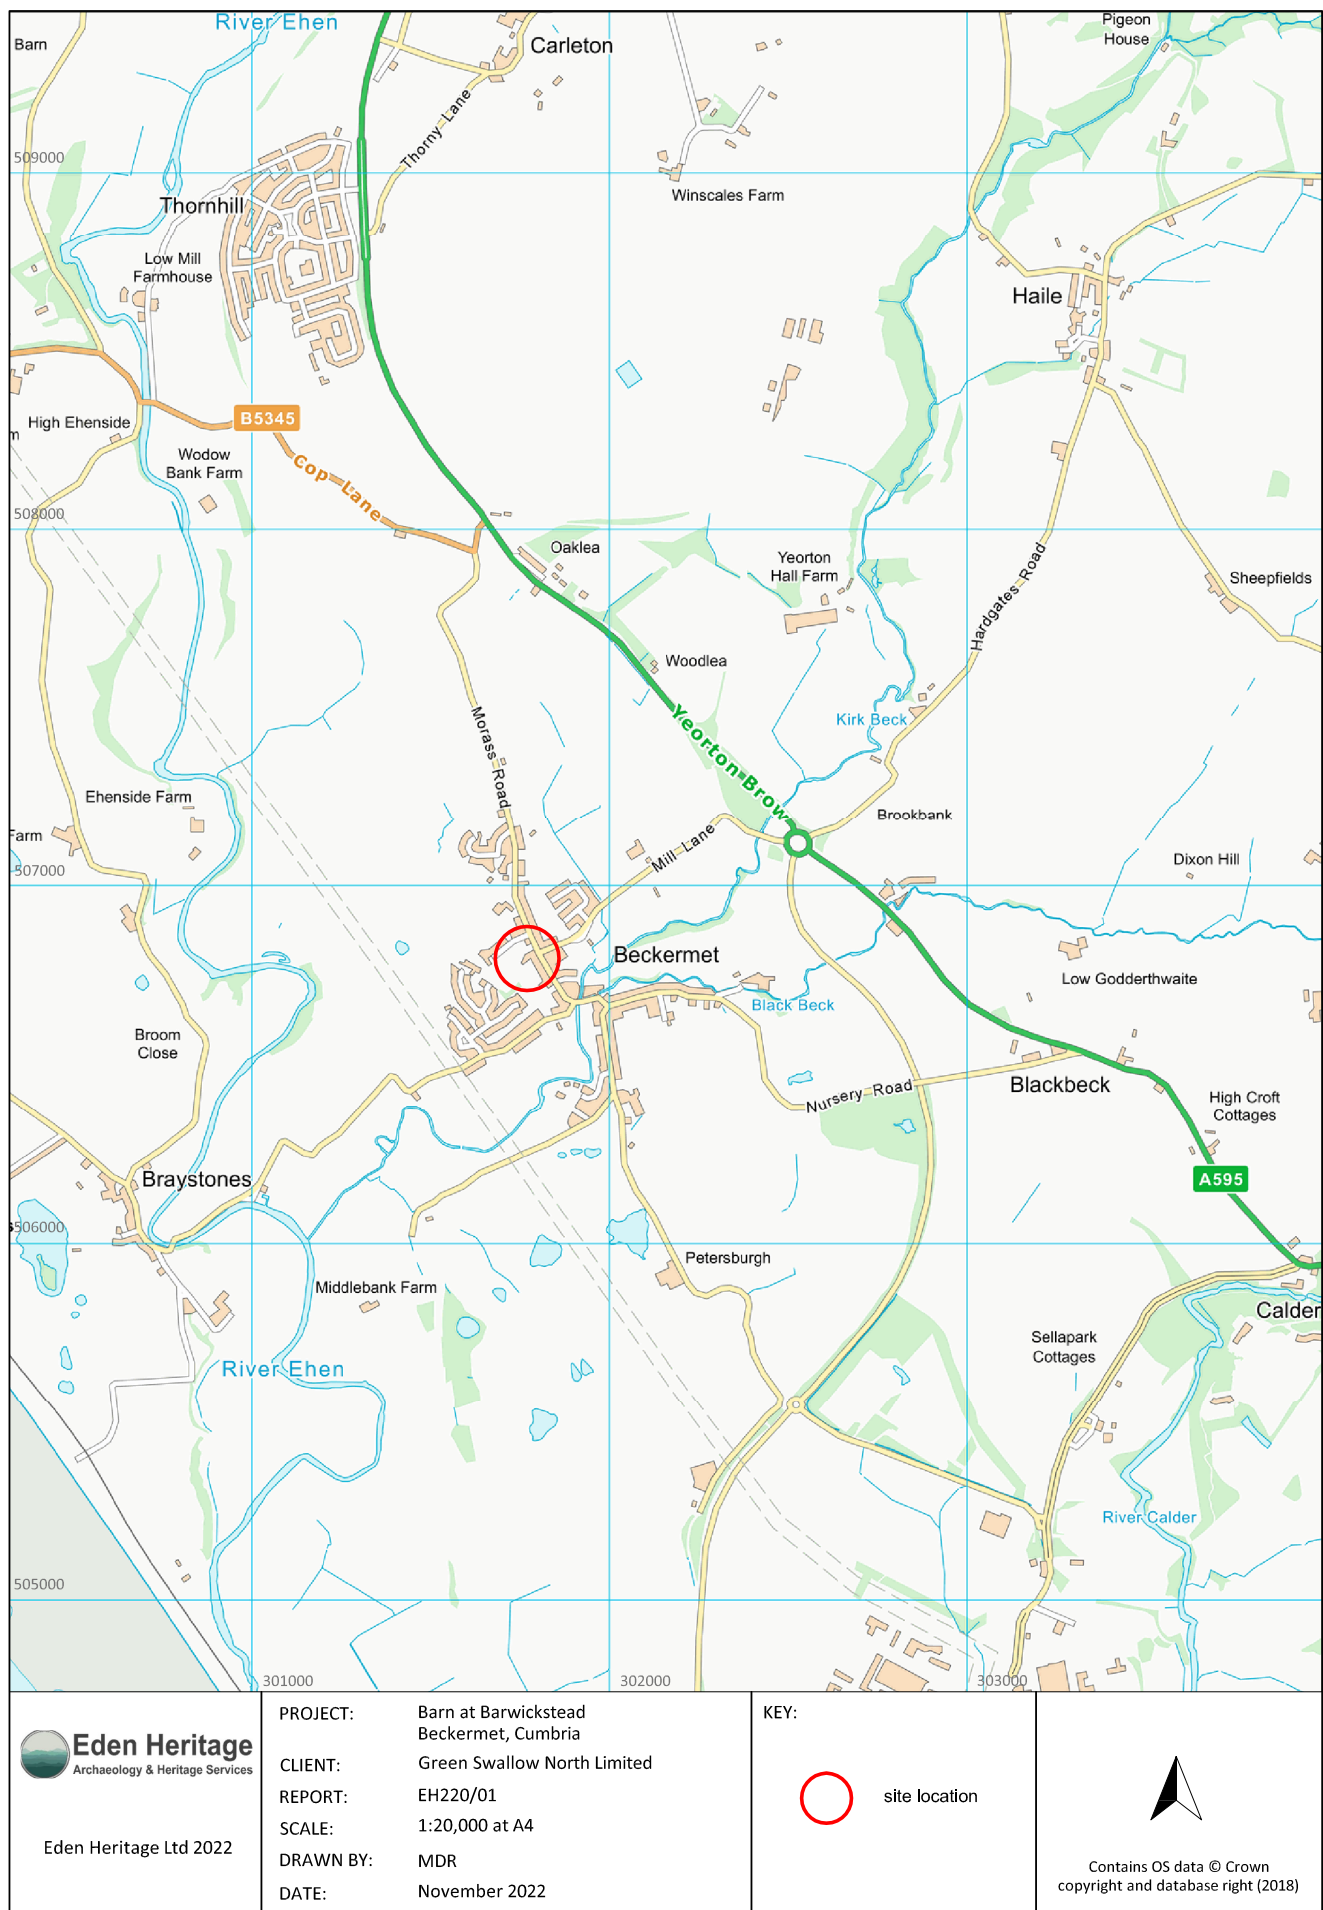 River Ehen
Pigeon
House
Barn
Carleton
Thorny Lane
509000
Winscales Farm
Thornhill
Low Mill
Farmhouse
Haile
B5345
High Ehenside
m
Wodow
Bank Farm
Cop Lane
508000
Oaklea
Yeorton
Hall Farm
Sheepfields
Hardgates Road
Woodlea
Morass Road
Kirk Beck
Yeorton Brow
Ehenside Farm
Brookbank
Farm
Mill Lane
Dixon Hill
507000
Beckermet
Low Godderthwaite
Black Beck
Broom
Close
Nursery Road
Blackbeck
High Croft
Cottages
Braystones
A595
s
506000
Petersburgh
Middlebank Farm
Calder
Sellapark
Cottages
River Ehen
River Calder
505000
301000
302000
303000
Eden Heritage
Archaeology & Heritage Services
Eden Heritage Ltd 2022
PROJECT: Barn at Barwickstead
Beckermet, Cumbria
CLIENT: Green Swallow North Limited
REPORT: EH220/01
SCALE: 1:20,000 at A4
DRAWN BY: MDR
DATE: November 2022
KEY:
site location
Contains OS data © Crown
copyright and database right (2018)